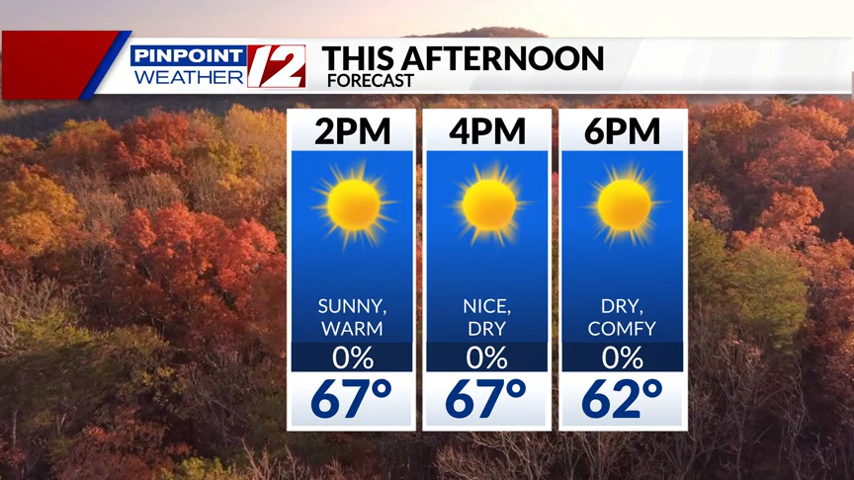 PINPOINT
WEATHER 12
THIS AFTERNOON
FORECAST
2PM
SUNNY,
WARM
0%
67°
4PM
NICE,
DRY
0%
67°
6PM
DRY,
COMFY
0%
62°